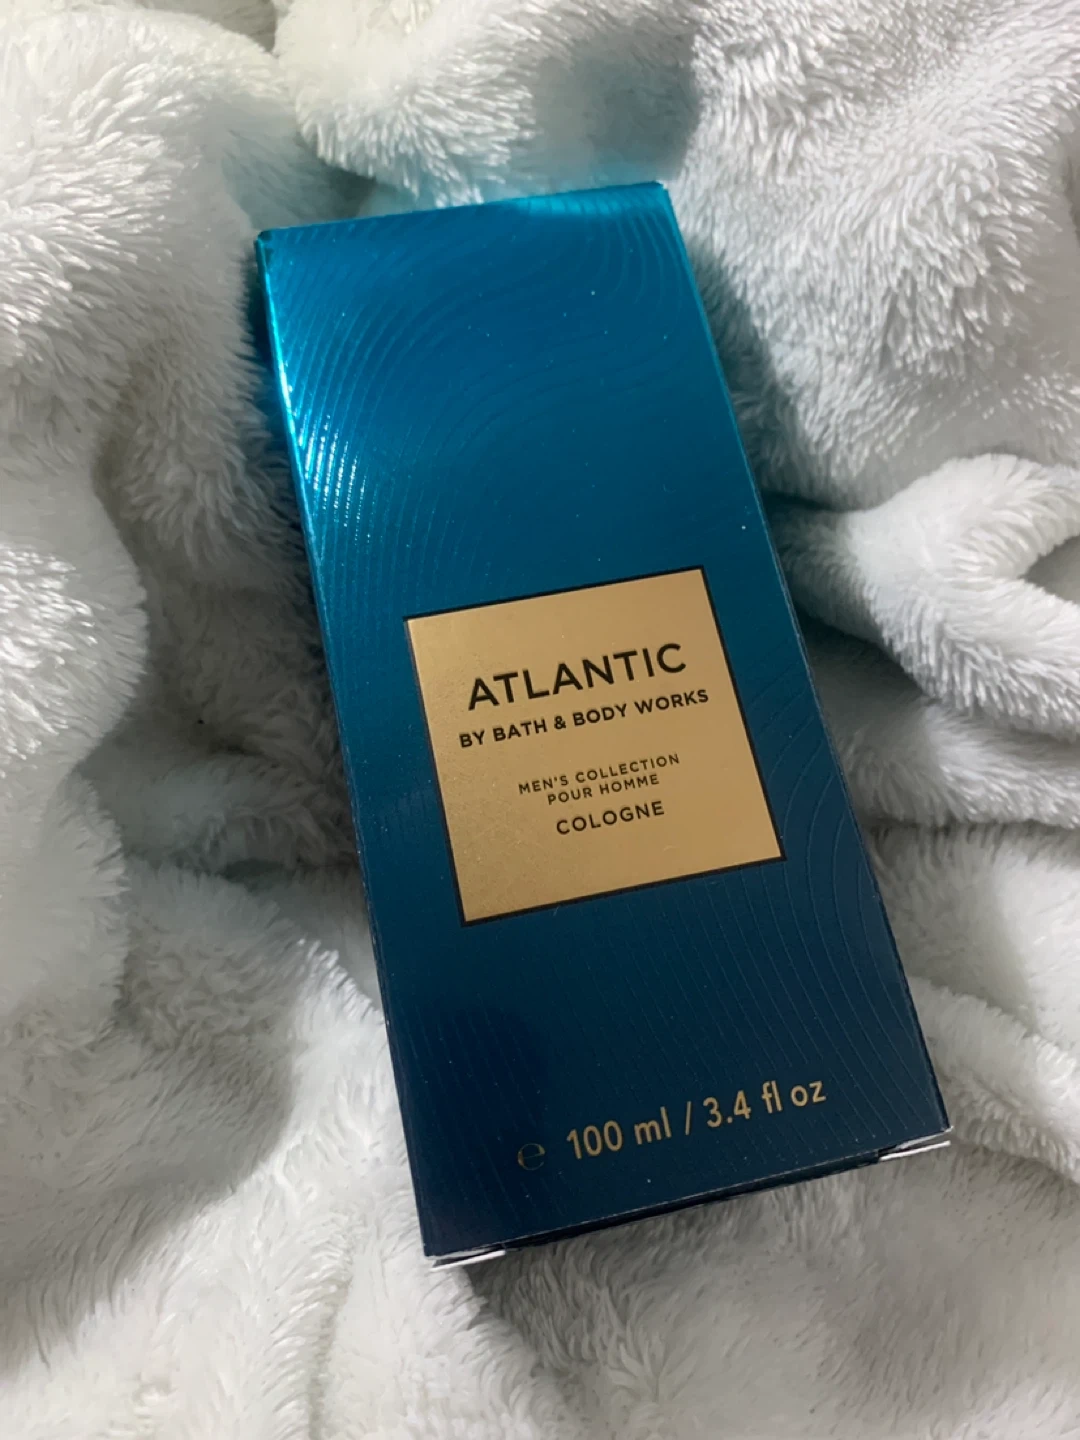 ATLANTIC
BY BATH & BODY WORKS
MEN'S COLLECTION
POUR HOMME
COLOGNE
℮ 100 ml / 3.4 fl oz